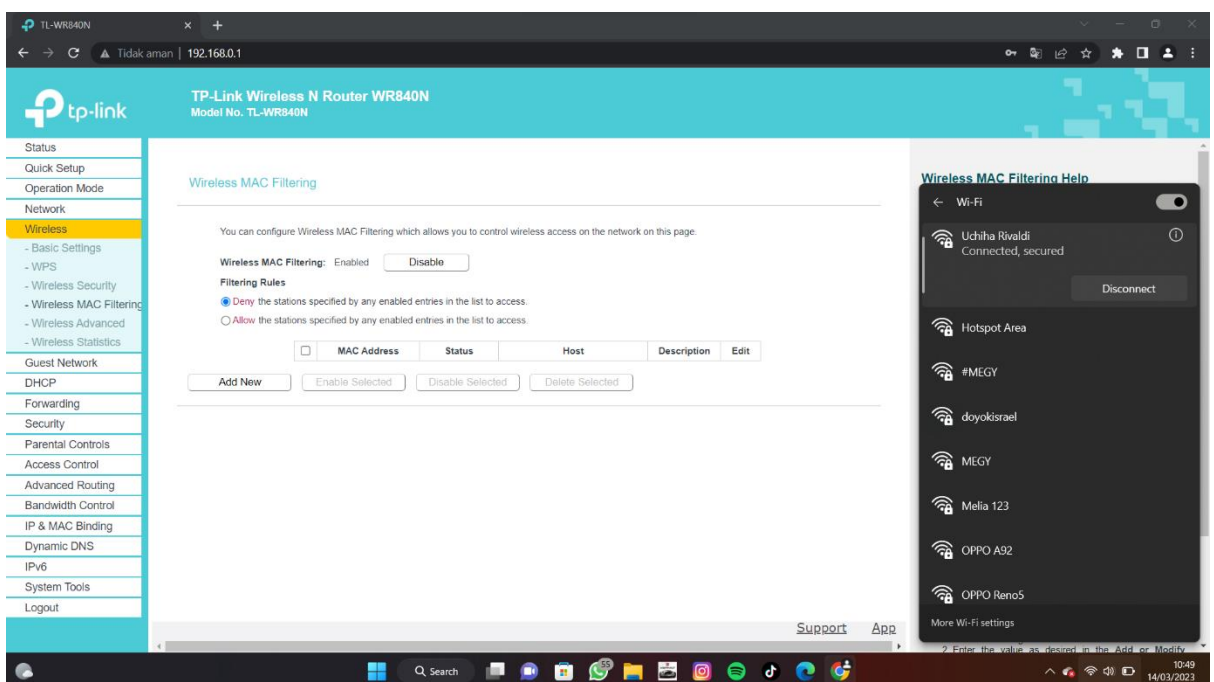 TL-WR840N
Tidak aman | 192.168.0.1
tp-link
TP-Link Wireless N Router WR840N
Model No. TL-WR840N
Status
Quick Setup
Operation Mode
Network
Wireless
- Basic Settings
- WPS
- Wireless Security
- Wireless MAC Filtering
- Wireless Advanced
- Wireless Statistics
Guest Network
DHCP
Forwarding
Security
Parental Controls
Access Control
Advanced Routing
Bandwidth Control
IP & MAC Binding
Dynamic DNS
IPv6
System Tools
Logout
Wireless MAC Filtering
You can configure Wireless MAC Filtering which allows you to control wireless access on the network on this page.
Wireless MAC Filtering: Enabled Disable
Filtering Rules
Deny the stations specified by any enabled entries in the list to access.
Allow the stations specified by any enabled entries in the list to access.
MAC Address Status Host Description Edit
Add New Enable Selected Disable Selected Delete Selected
Support App
Wireless MAC Filtering Help
Wi-Fi
Uchiha Rivaldi
Connected, secured
Disconnect
Hotspot Area
#MEGY
doyokisrael
MEGY
Melia 123
OPPO A92
OPPO Reno5
More Wi-Fi settings
2. Enter the value as desired in the Add or Modify
Search
55
10:49
14/03/2023